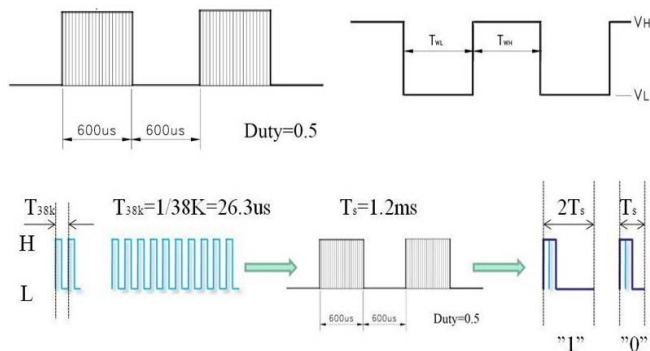 600us 600us Duty=0.5
TWL TWH VH
VL
T38k T38k=1/38K=26.3us Ts=1.2ms 2Ts Ts
H
L
600us 600us Duty=0.5
"1" "0"